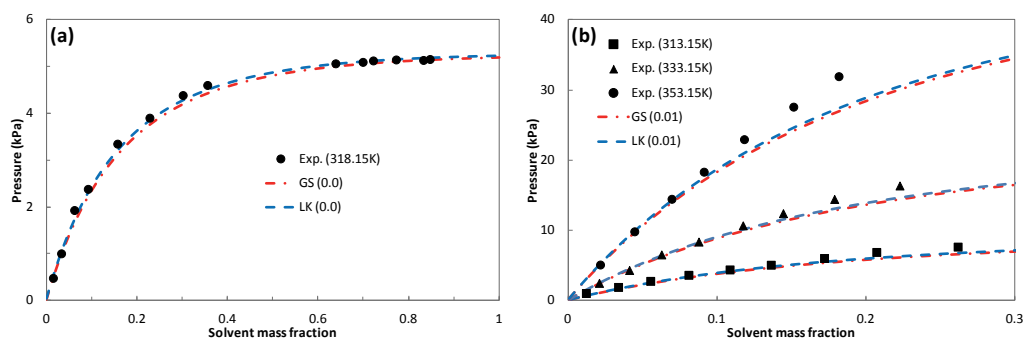 (a)
Pressure (kPa)
6
4
2
0
Exp. (318.15K)
GS (0.0)
LK (0.0)
0 0.2 0.4 0.6 0.8 1
Solvent mass fraction
(b)
Pressure (kPa)
40
30
20
10
0
Exp. (313.15K)
Exp. (333.15K)
Exp. (353.15K)
GS (0.01)
LK (0.01)
0 0.1 0.2 0.3
Solvent mass fraction